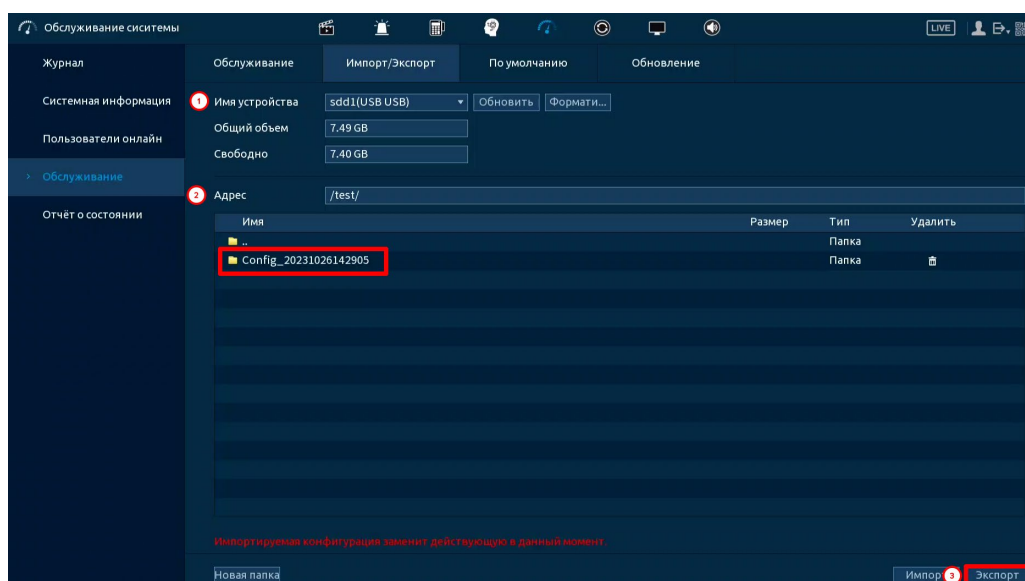 Обслуживание сиситемы
LIVE
Журнал
Системная информация
Пользователи онлайн
Обслуживание
Отчёт о состоянии
Обслуживание Импорт/Экспорт По умолчанию Обновление
1 Имя устройства sdd1(USB USB) Обновить Формати...
Общий объем 7.49 GB
Свободно 7.40 GB
2 Адрес /test/
Имя Размер Тип Удалить
.. Папка
Config_20231026142905 Папка
Импортируемая конфигурация заменит действующую в данный момент.
Новая папка Импор 3 Экспорт